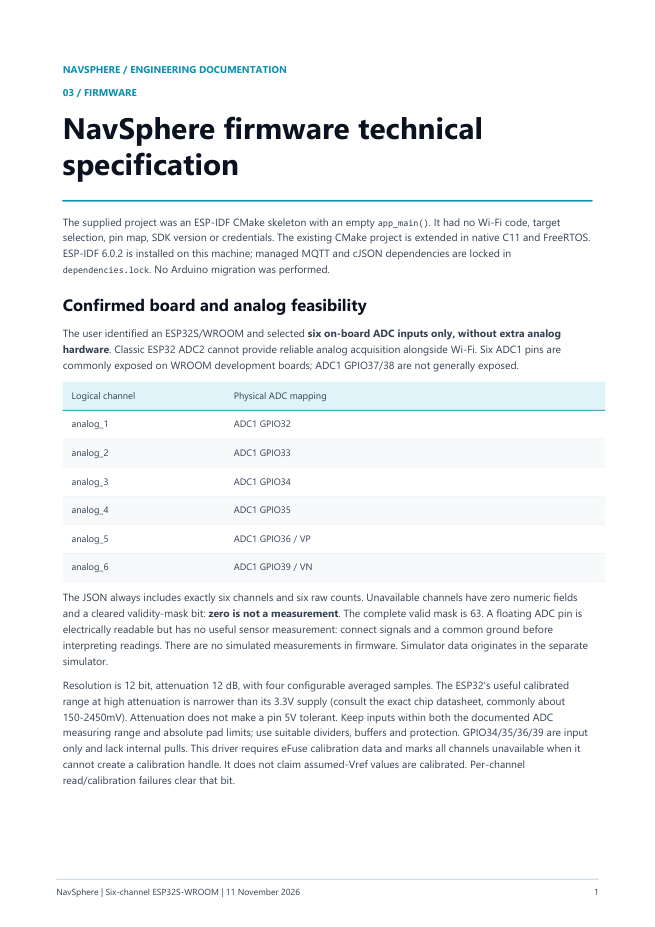 NAVSPHERE / ENGINEERING DOCUMENTATION
03 / FIRMWARE
NavSphere firmware technical
specification
The supplied project was an ESP-IDF CMake skeleton with an empty app_main(). It had no Wi-Fi code, target
selection, pin map, SDK version or credentials. The existing CMake project is extended in native C11 and FreeRTOS.
ESP-IDF 6.0.2 is installed on this machine; managed MQTT and cJSON dependencies are locked in
dependencies.lock. No Arduino migration was performed.
Confirmed board and analog feasibility
The user identified an ESP32S/WROOM and selected six on-board ADC inputs only, without extra analog
hardware. Classic ESP32 ADC2 cannot provide reliable analog acquisition alongside Wi-Fi. Six ADC1 pins are
commonly exposed on WROOM development boards; ADC1 GPIO37/38 are not generally exposed.
Logical channel Physical ADC mapping
analog_1 ADC1 GPIO32
analog_2 ADC1 GPIO33
analog_3 ADC1 GPIO34
analog_4 ADC1 GPIO35
analog_5 ADC1 GPIO36 / VP
analog_6 ADC1 GPIO39 / VN
The JSON always includes exactly six channels and six raw counts. Unavailable channels have zero numeric fields
and a cleared validity-mask bit: zero is not a measurement. The complete valid mask is 63. A floating ADC pin is
electrically readable but has no useful sensor measurement: connect signals and a common ground before
interpreting readings. There are no simulated measurements in firmware. Simulator data originates in the separate
simulator.
Resolution is 12 bit, attenuation 12 dB, with four configurable averaged samples. The ESP32's useful calibrated
range at high attenuation is narrower than its 3.3V supply (consult the exact chip datasheet, commonly about
150-2450mV). Attenuation does not make a pin 5V tolerant. Keep inputs within both the documented ADC
measuring range and absolute pad limits; use suitable dividers, buffers and protection. GPIO34/35/36/39 are input
only and lack internal pulls. This driver requires eFuse calibration data and marks all channels unavailable when it
cannot create a calibration handle. It does not claim assumed-Vref values are calibrated. Per-channel
read/calibration failures clear that bit.
NavSphere | Six-channel ESP32S-WROOM | 11 November 2026 1